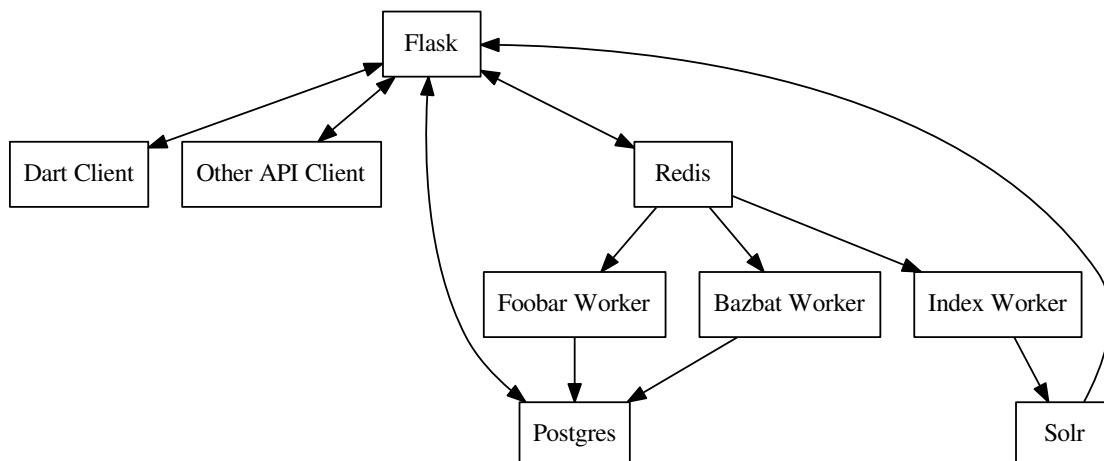 Flask
Dart Client
Other API Client
Redis
Foobar Worker
Bazbat Worker
Index Worker
Postgres
Solr